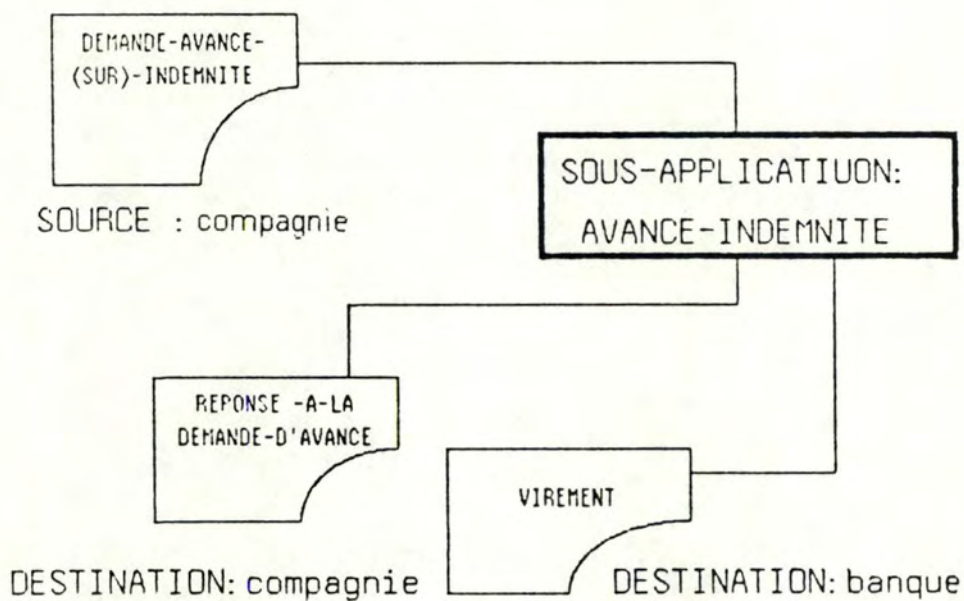 DEMANDE-AVANCE-
(SUR)-INDEMNITE
SOURCE : compagnie
SOUS-APPLICATIUON:
AVANCE-INDEMNITE
REPONSE -A-LA
DEMANDE-D'AVANCE
VIREMENT
DESTINATION: compagnie
DESTINATION: banque